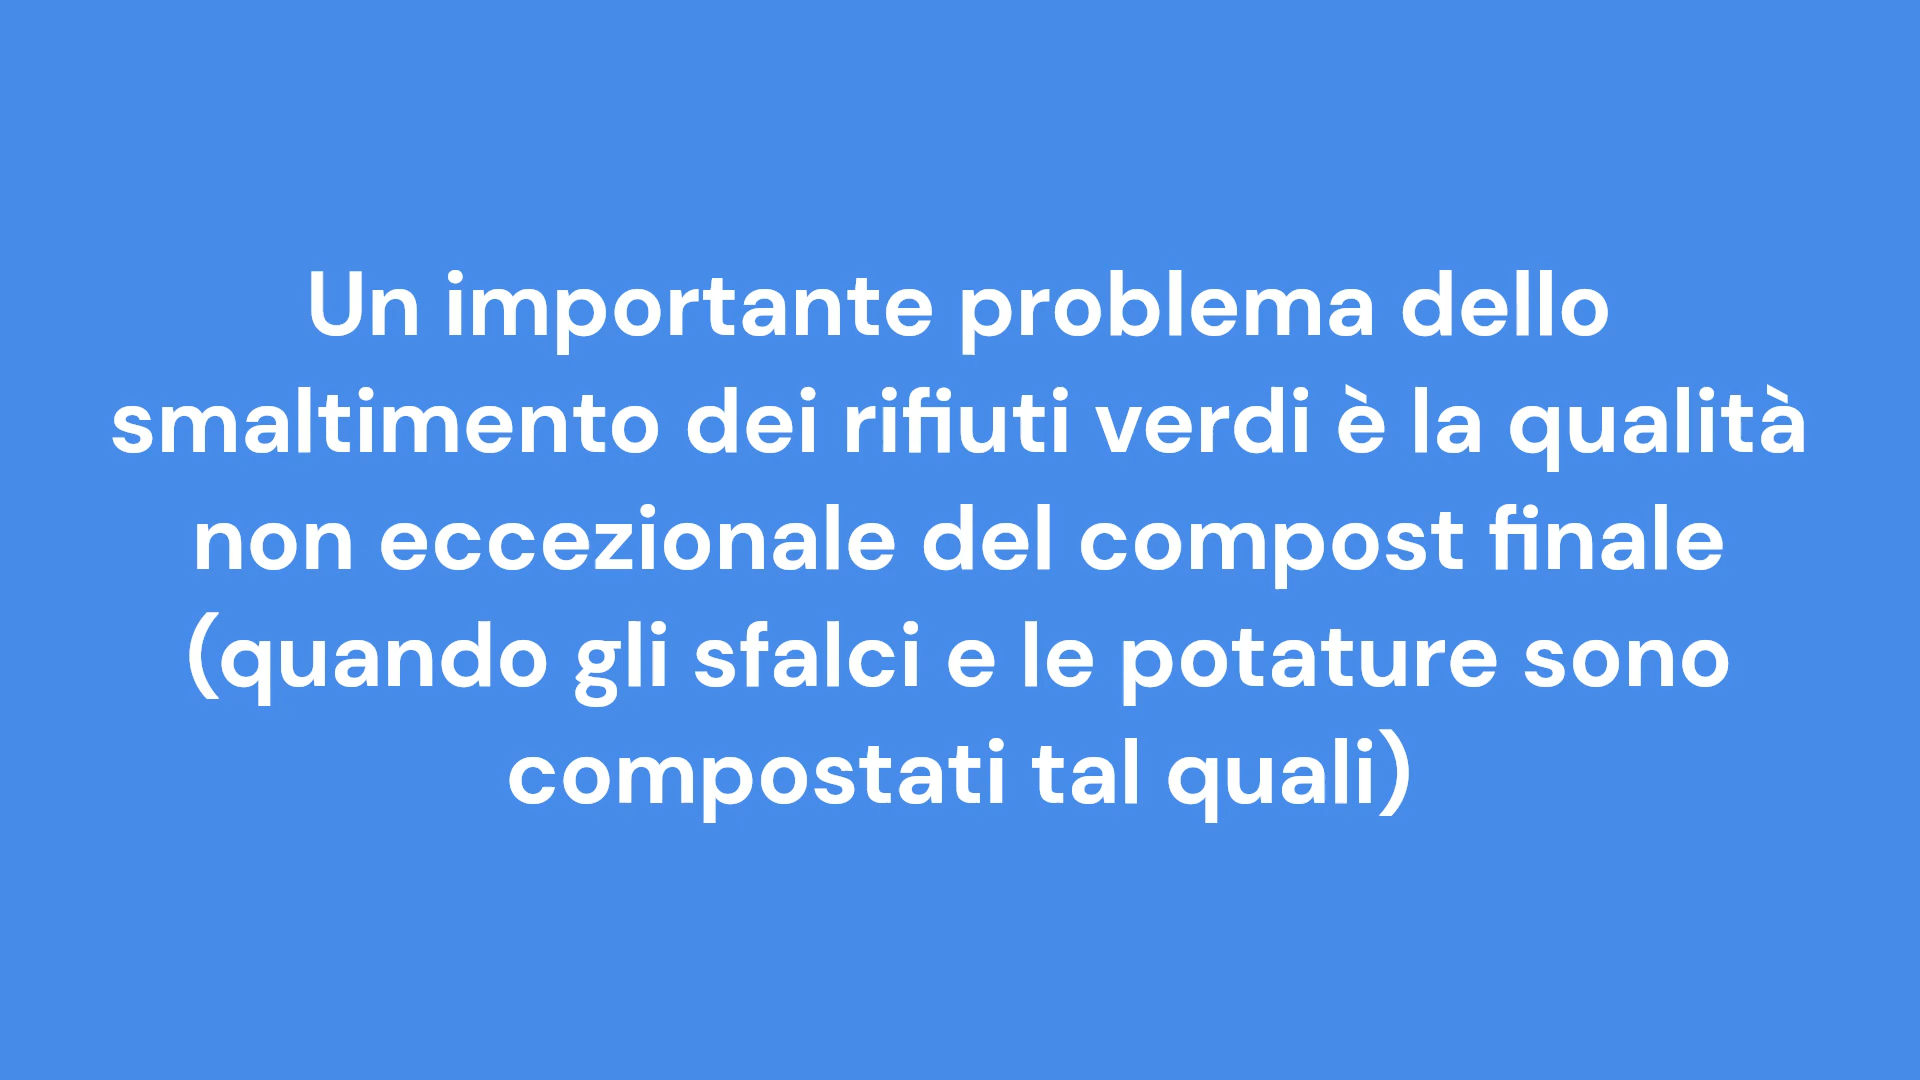 Un importante problema dello
smaltimento dei rifiuti verdi è la qualità
non eccezionale del compost finale
(quando gli sfalci e le potature sono
compostati tal quali)